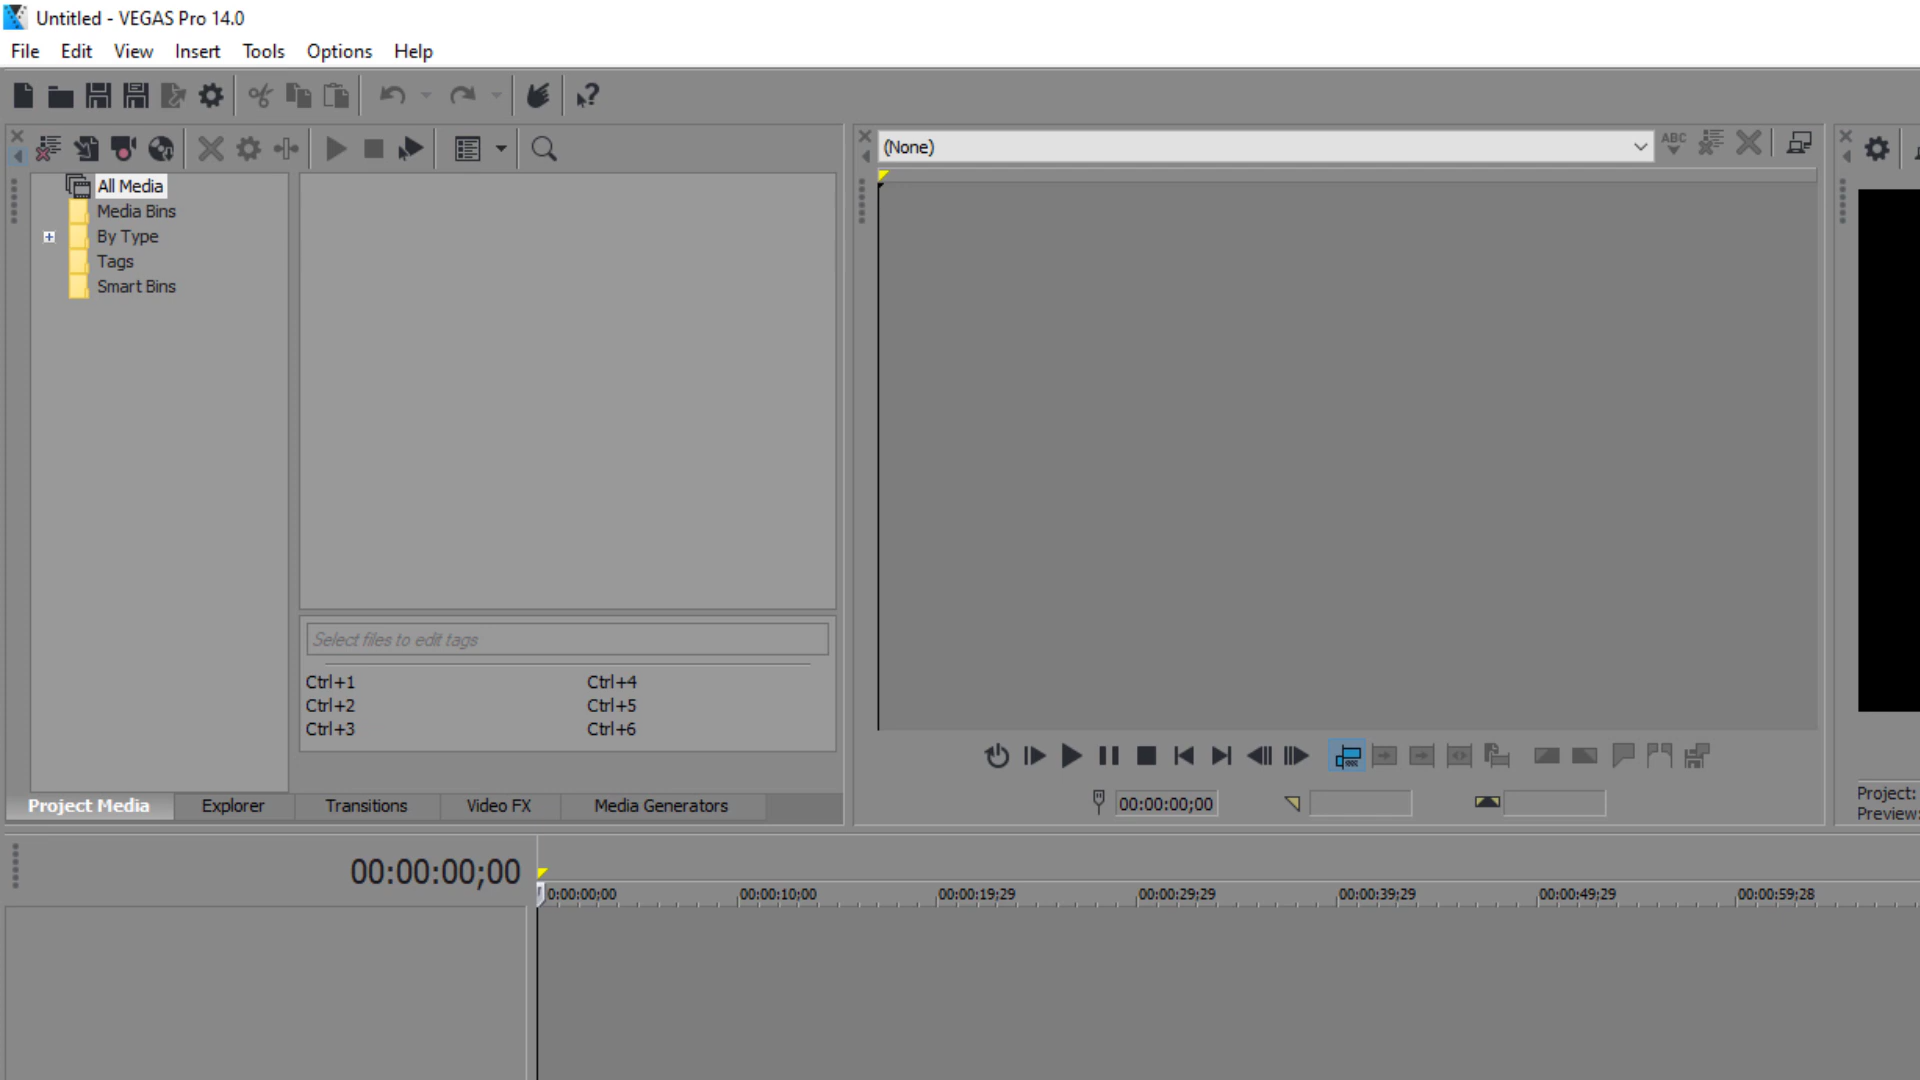 Untitled - VEGAS Pro 14.0
File Edit View Insert Tools Options Help
(None)
ABC
All Media
Media Bins
By Type
Tags
Smart Bins
Select files to edit tags
Ctrl+1 Ctrl+4
Ctrl+2 Ctrl+5
Ctrl+3 Ctrl+6
Project Media Explorer Transitions Video FX Media Generators
00:00:00;00
Project:
Preview:
00:00:00;00
0:00:00;00 00:00:10;00 00:00:19;29 00:00:29;29 00:00:39;29 00:00:49;29 00:00:59;28